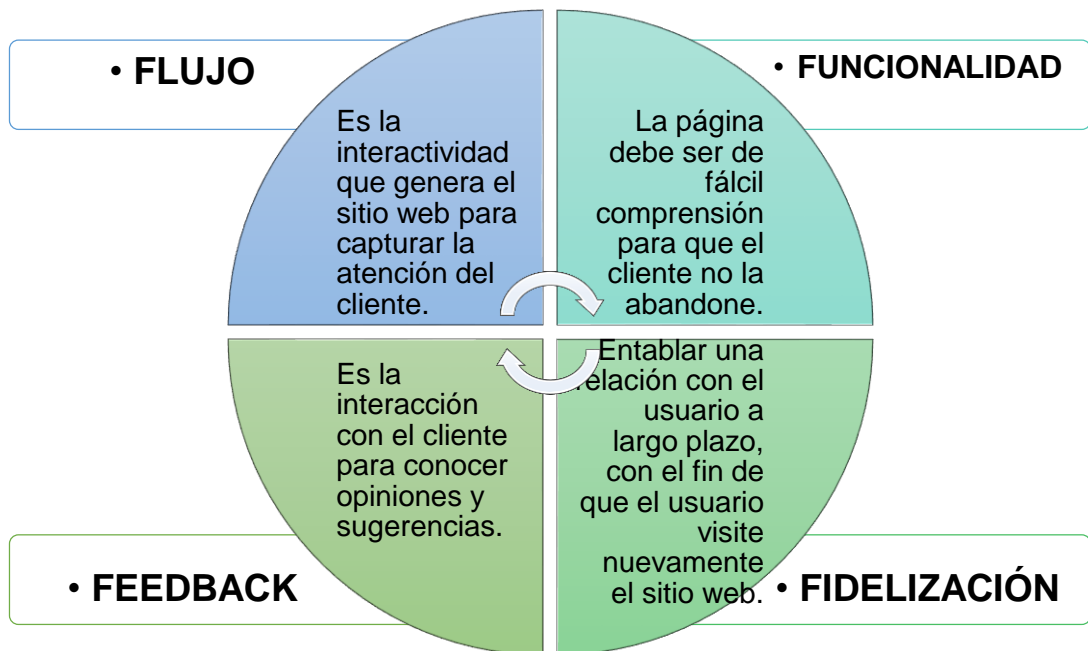 • FLUJO
Es la
interactividad
que genera el
sitio web para
capturar la
atención del
cliente.
• FUNCIONALIDAD
La página
debe ser de
fálcil
comprensión
para que el
cliente no la
abandone.
Es la
interacción
con el cliente
para conocer
opiniones y
sugerencias.
• FEEDBACK
Entablar una
relación con el
usuario a
largo plazo,
con el fin de
que el usuario
visite
nuevamente
el sitio web.
• FIDELIZACIÓN